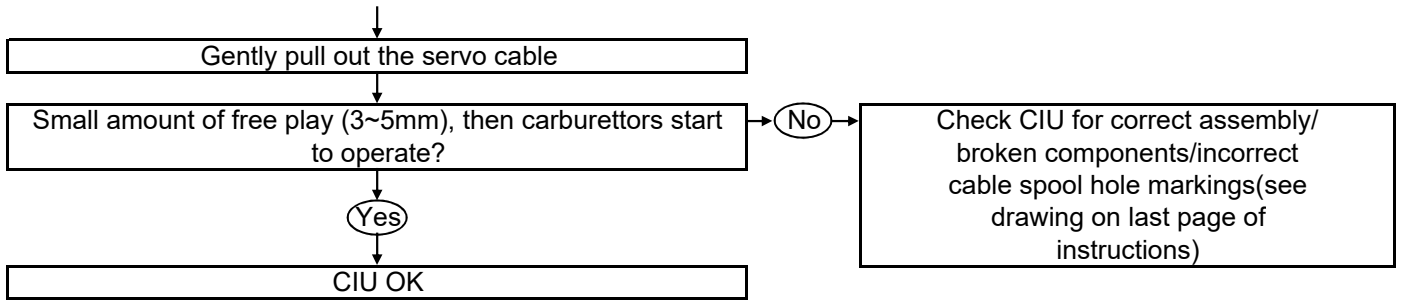 Gently pull out the servo cable
Small amount of free play (3~5mm), then carburettors start
to operate?
No
Check CIU for correct assembly/
broken components/incorrect
cable spool hole markings(see
drawing on last page of
instructions)
Yes
CIU OK